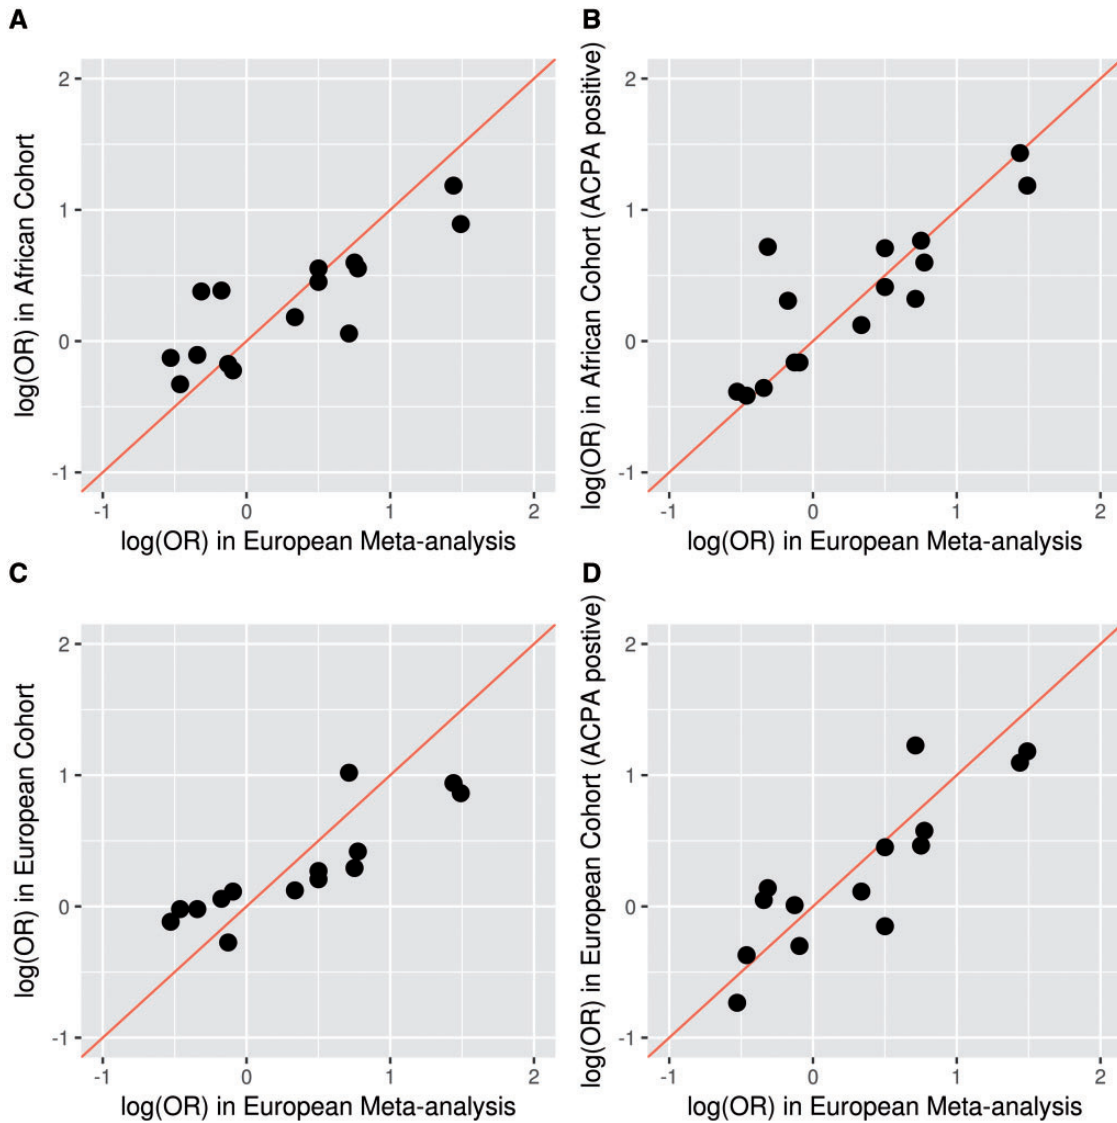 A
log(OR) in African Cohort
2
1
0
-1
-1 0 1 2
log(OR) in European Meta-analysis
B
log(OR) in African Cohort (ACPA positive)
2
1
0
-1
-1 0 1 2
log(OR) in European Meta-analysis
C
log(OR) in European Cohort
2
1
0
-1
-1 0 1 2
log(OR) in European Meta-analysis
D
log(OR) in European Cohort (ACPA postive)
2
1
0
-1
-1 0 1 2
log(OR) in European Meta-analysis